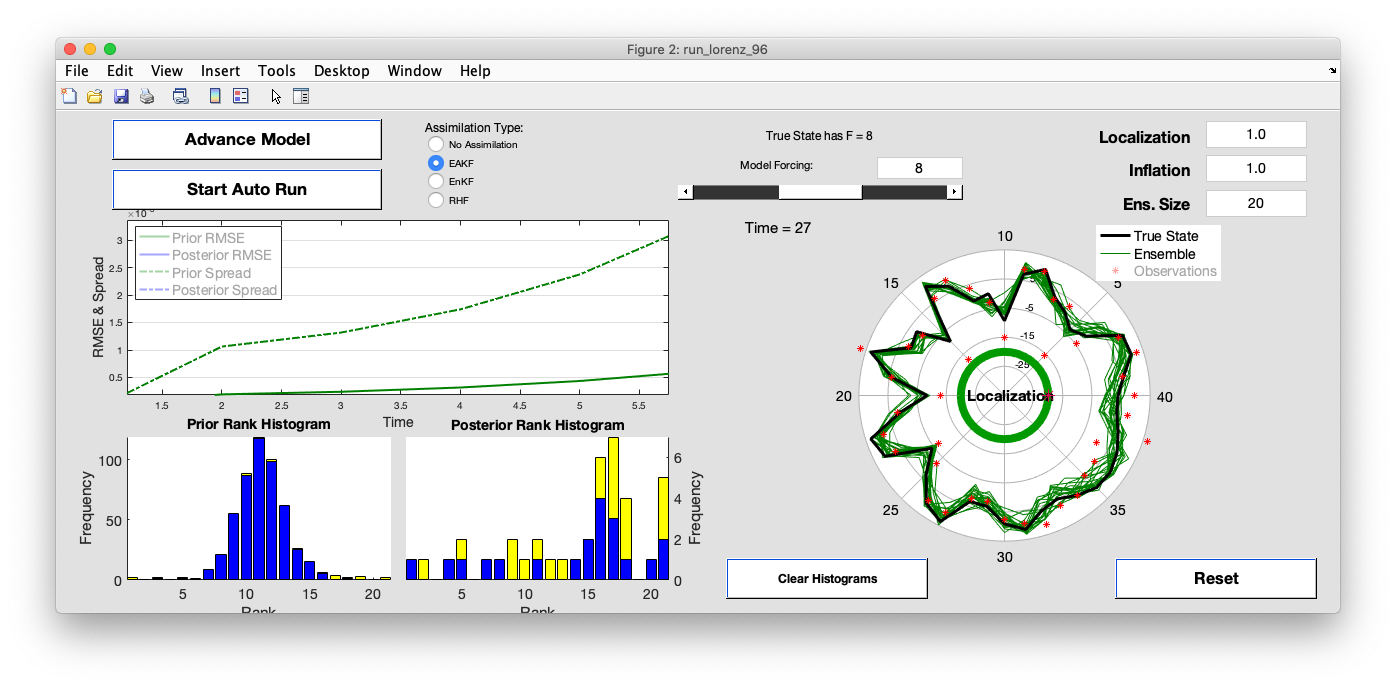 Figure 2: run_lorenz_96
File Edit View Insert Tools Desktop Window Help
Advance Model
Start Auto Run
Assimilation Type:
No Assimilation
EAKF
EnKF
RHF
True State has F = 8
Model Forcing: 8
Localization 1.0
Inflation 1.0
Ens. Size 20
Time = 27
RMSE & Spread
3
2.5
2
1.5
1
0.5
Prior RMSE
Posterior RMSE
Prior Spread
Posterior Spread
1.5 2 2.5 3 3.5 4 4.5 5 5.5
Time
Prior Rank Histogram
Frequency
100
50
0
5 10 15 20
Rank
Posterior Rank Histogram
Frequency
6
4
2
0
5 10 15 20
Rank
True State
Ensemble
Observations
10
15
5
20
40
25
35
30
-5
-15
-25
Localization
Clear Histograms
Reset